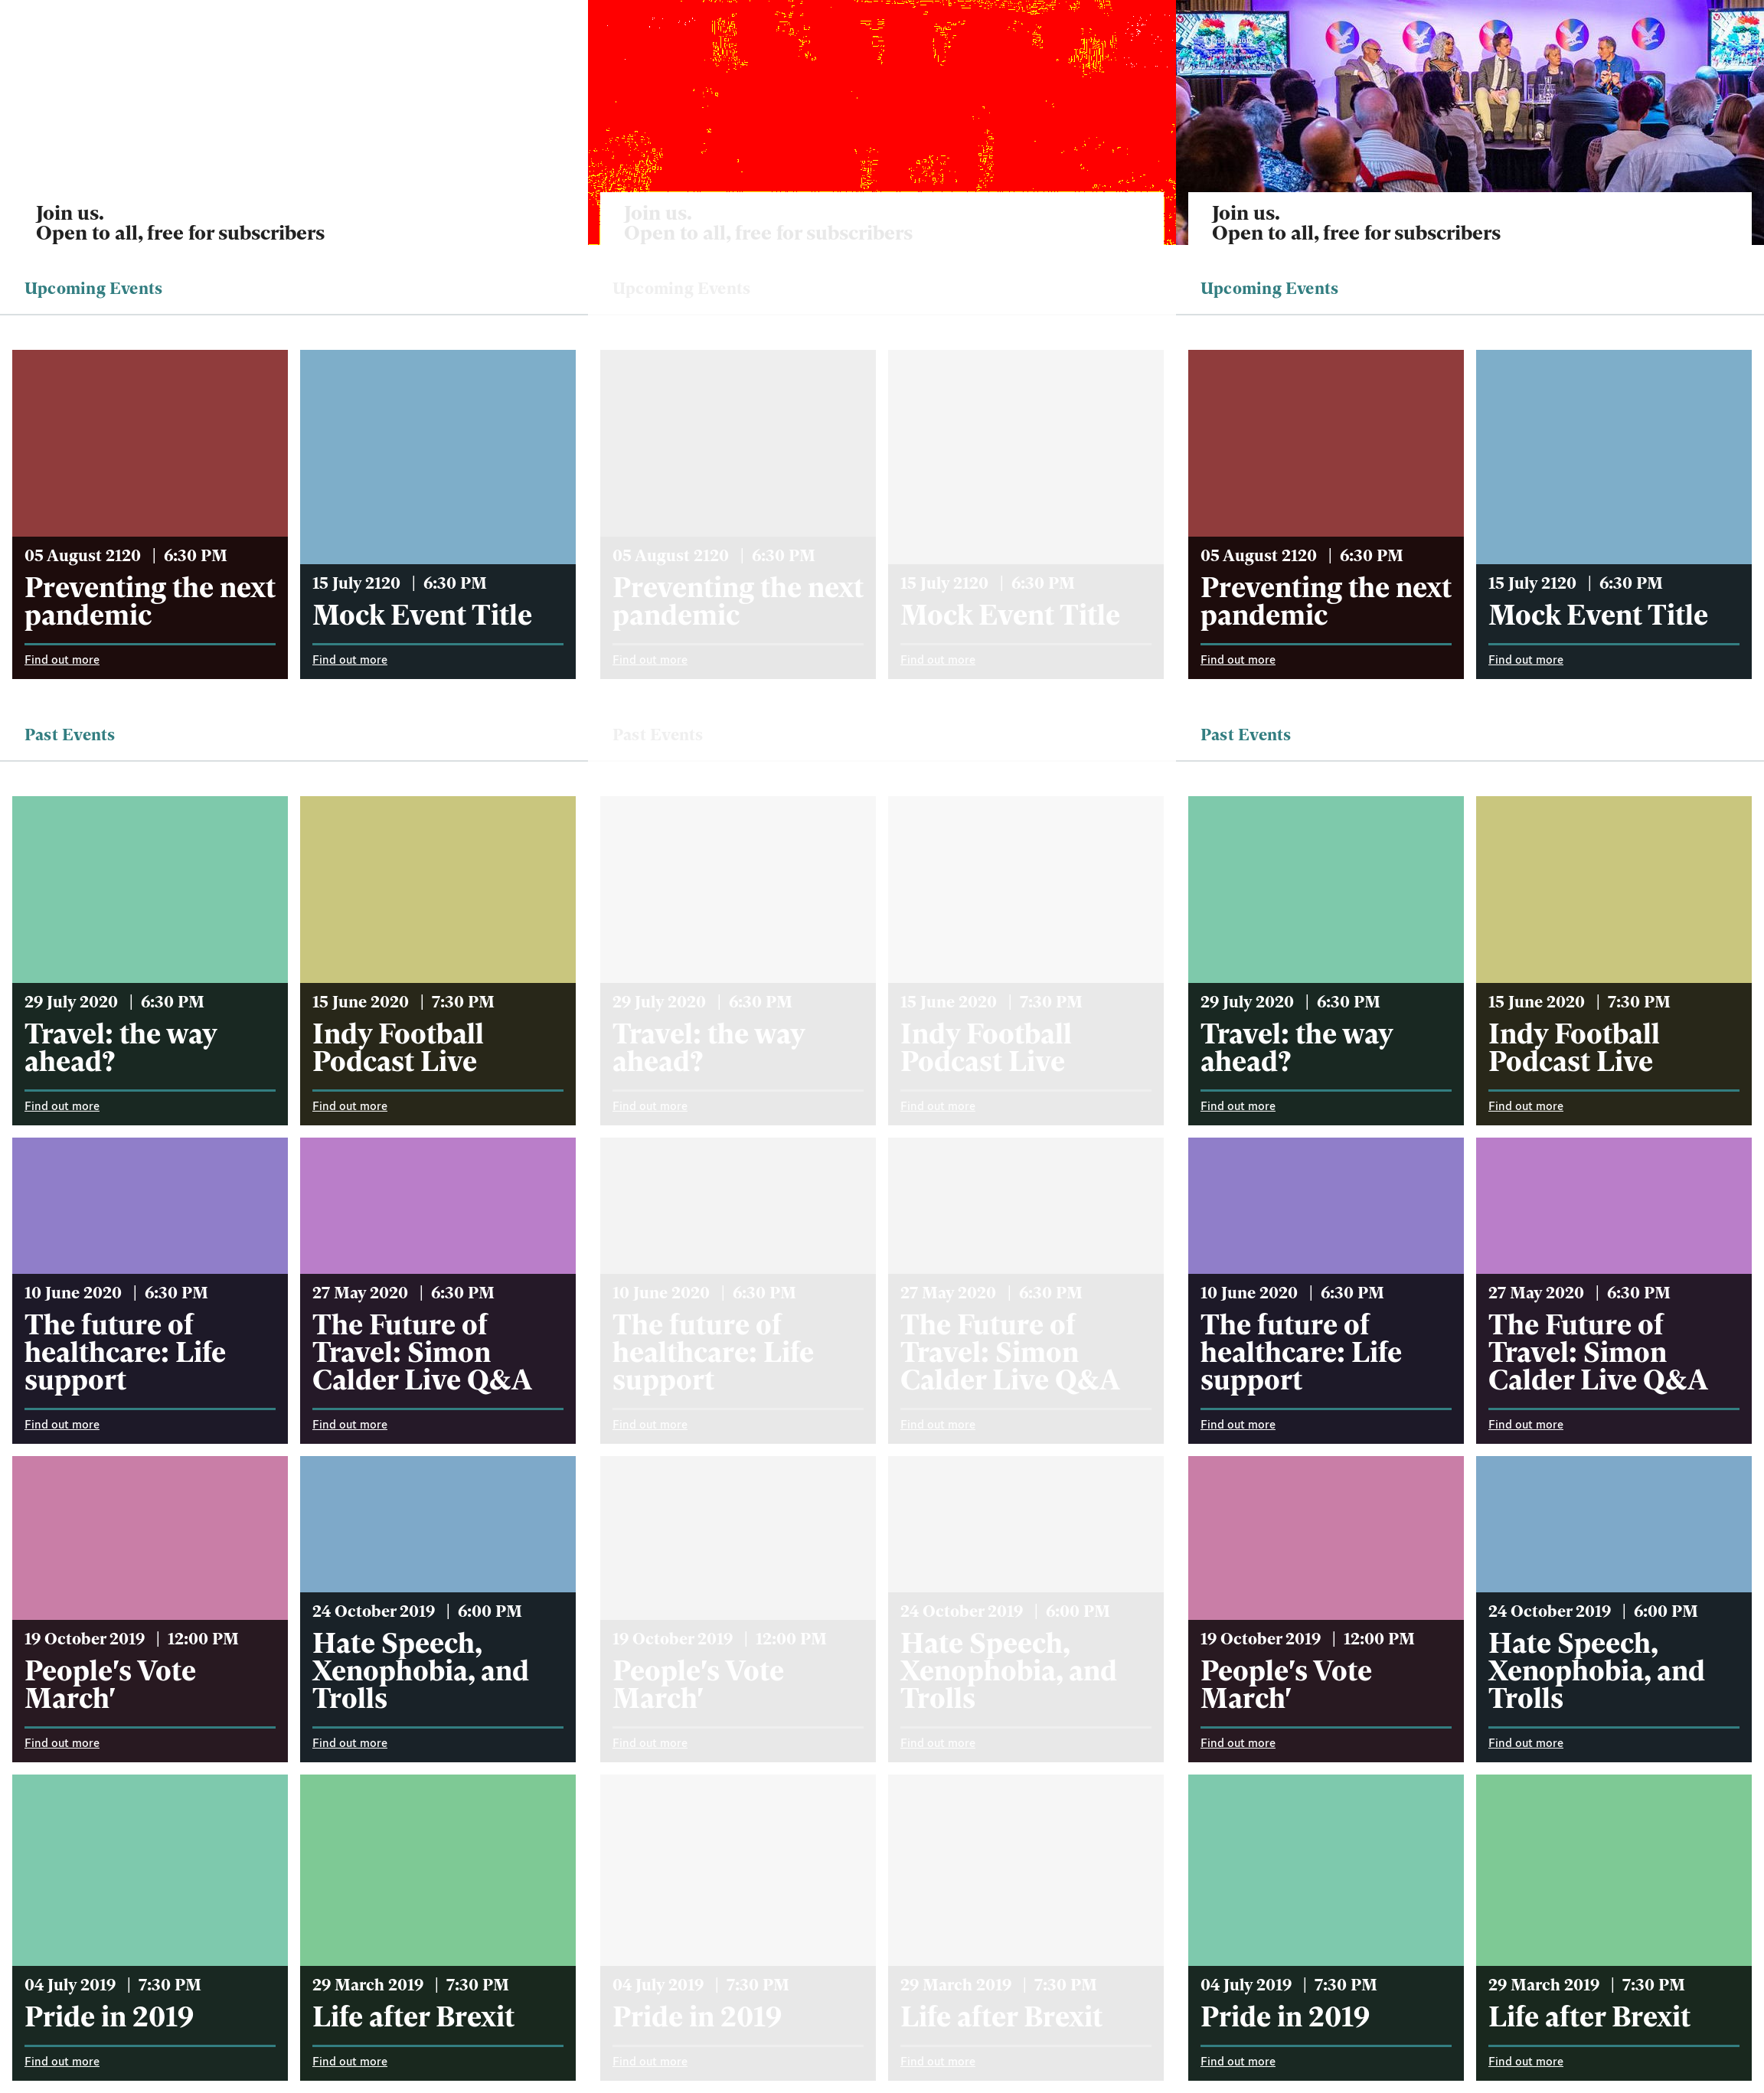 Join us.
Open to all, free for subscribers
Upcoming Events
05 August 2120 | 6:30 PM
Preventing the next
pandemic
Find out more
15 July 2120 | 6:30 PM
Mock Event Title
Find out more
Past Events
29 July 2020 | 6:30 PM
Travel: the way
ahead?
Find out more
15 June 2020 | 7:30 PM
Indy Football
Podcast Live
Find out more
10 June 2020 | 6:30 PM
The future of
healthcare: Life
support
Find out more
27 May 2020 | 6:30 PM
The Future of
Travel: Simon
Calder Live Q&A
Find out more
19 October 2019 | 12:00 PM
People's Vote
March'
Find out more
24 October 2019 | 6:00 PM
Hate Speech,
Xenophobia, and
Trolls
Find out more
04 July 2019 | 7:30 PM
Pride in 2019
Find out more
29 March 2019 | 7:30 PM
Life after Brexit
Find out more
Join us.
Open to all, free for subscribers
Upcoming Events
05 August 2120 | 6:30 PM
Preventing the next
pandemic
Find out more
15 July 2120 | 6:30 PM
Mock Event Title
Find out more
Past Events
29 July 2020 | 6:30 PM
Travel: the way
ahead?
Find out more
15 June 2020 | 7:30 PM
Indy Football
Podcast Live
Find out more
10 June 2020 | 6:30 PM
The future of
healthcare: Life
support
Find out more
27 May 2020 | 6:30 PM
The Future of
Travel: Simon
Calder Live Q&A
Find out more
19 October 2019 | 12:00 PM
People's Vote
March'
Find out more
24 October 2019 | 6:00 PM
Hate Speech,
Xenophobia, and
Trolls
Find out more
04 July 2019 | 7:30 PM
Pride in 2019
Find out more
29 March 2019 | 7:30 PM
Life after Brexit
Find out more
Join us.
Open to all, free for subscribers
Upcoming Events
05 August 2120 | 6:30 PM
Preventing the next
pandemic
Find out more
15 July 2120 | 6:30 PM
Mock Event Title
Find out more
Past Events
29 July 2020 | 6:30 PM
Travel: the way
ahead?
Find out more
15 June 2020 | 7:30 PM
Indy Football
Podcast Live
Find out more
10 June 2020 | 6:30 PM
The future of
healthcare: Life
support
Find out more
27 May 2020 | 6:30 PM
The Future of
Travel: Simon
Calder Live Q&A
Find out more
19 October 2019 | 12:00 PM
People's Vote
March'
Find out more
24 October 2019 | 6:00 PM
Hate Speech,
Xenophobia, and
Trolls
Find out more
04 July 2019 | 7:30 PM
Pride in 2019
Find out more
29 March 2019 | 7:30 PM
Life after Brexit
Find out more